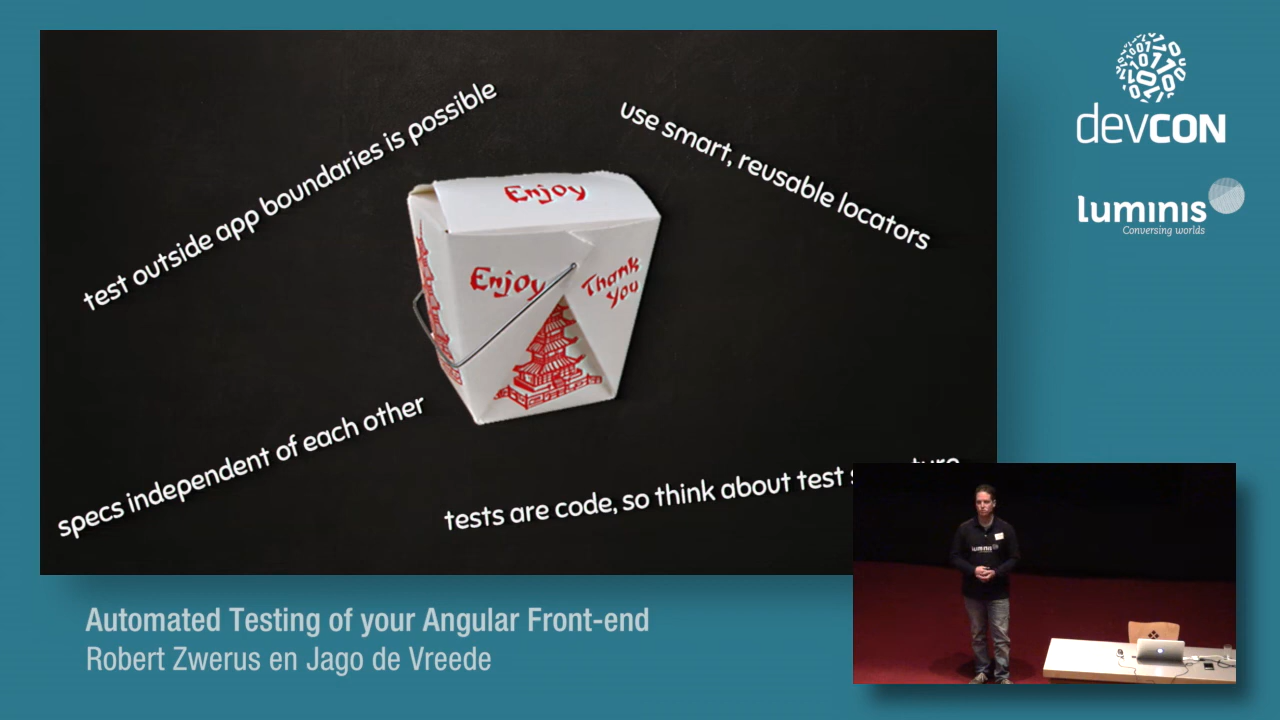 test outside app boundaries is possible
use smart, reusable locators
Enjoy
Enjoy
Thank
You
specs independent of each other
tests are code, so think about test
devCON
luminis
Conversing worlds
luminis
Automated Testing of your Angular Front-end
Robert Zwerus en Jago de Vreede